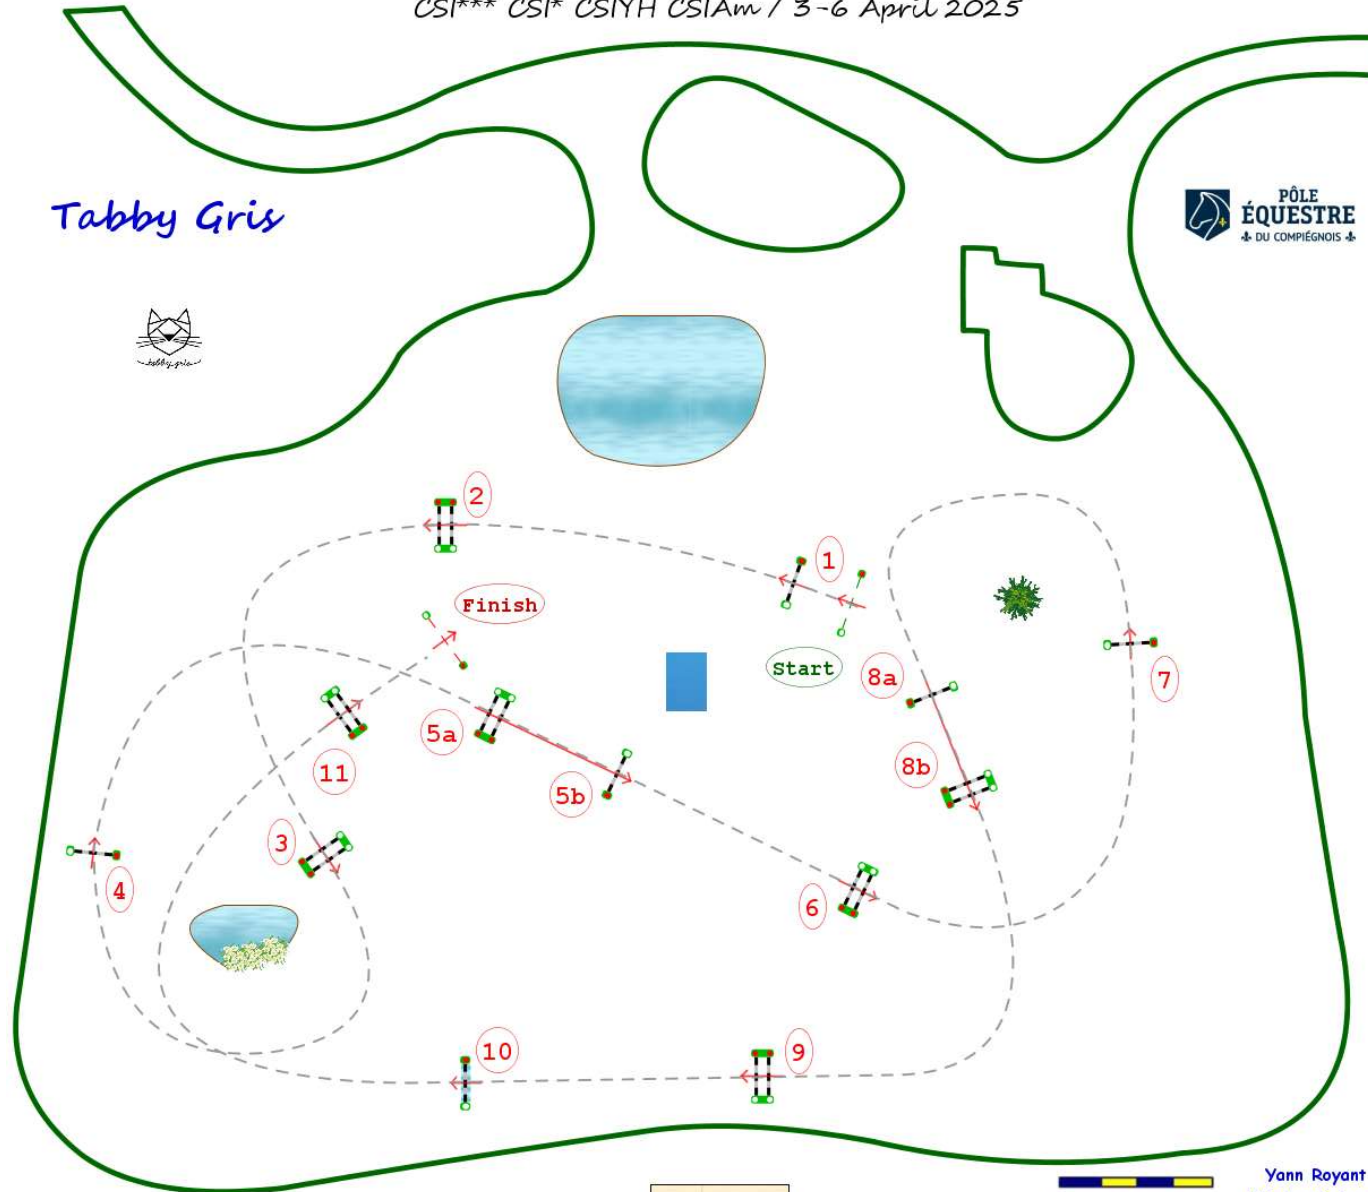 CSI*** CSI* CSIYH CSIAm / 3-6 April 2025
Tabby Gris
PÔLE
ÉQUESTRE
DU COMPIÉGNOIS
tabby gris
2
1
Finish
Start
8a
7
5a
11
5b
8b
3
4
6
10
9
Yann Royant